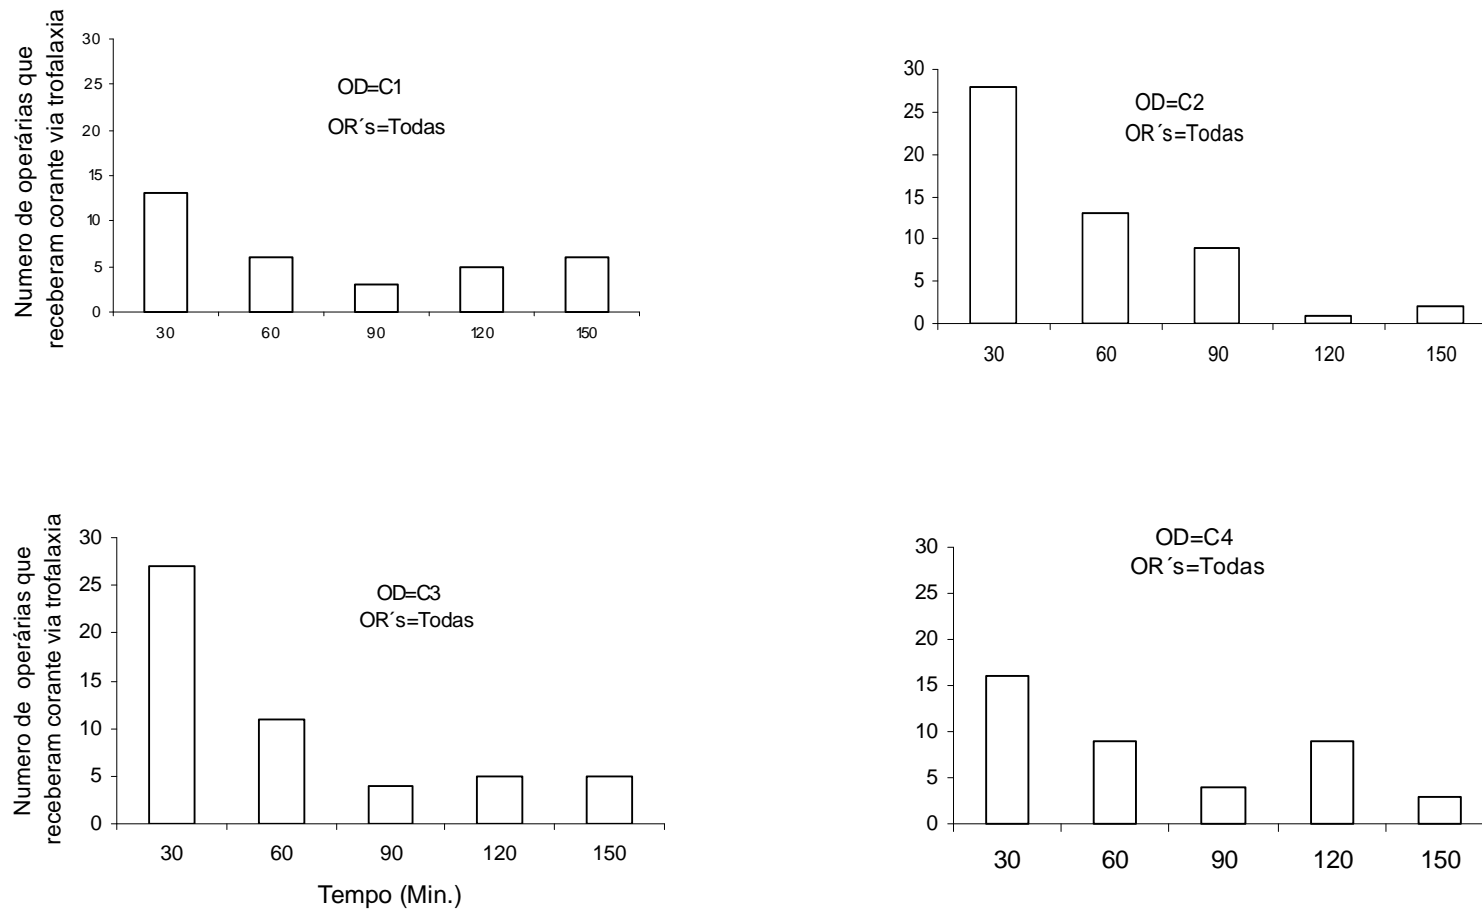 Numero de operárias que
receberam corante via trofalaxia
30
25
20
15
10
5
0
OD=C1
OR´s=Todas
30 60 90 120 150
30
25
20
15
10
5
0
OD=C2
OR´s=Todas
30 60 90 120 150
Numero de operárias que
receberam corante via trofalaxia
30
25
20
15
10
5
0
OD=C3
OR´s=Todas
30 60 90 120 150
Tempo (Min.)
30
25
20
15
10
5
0
OD=C4
OR´s=Todas
30 60 90 120 150